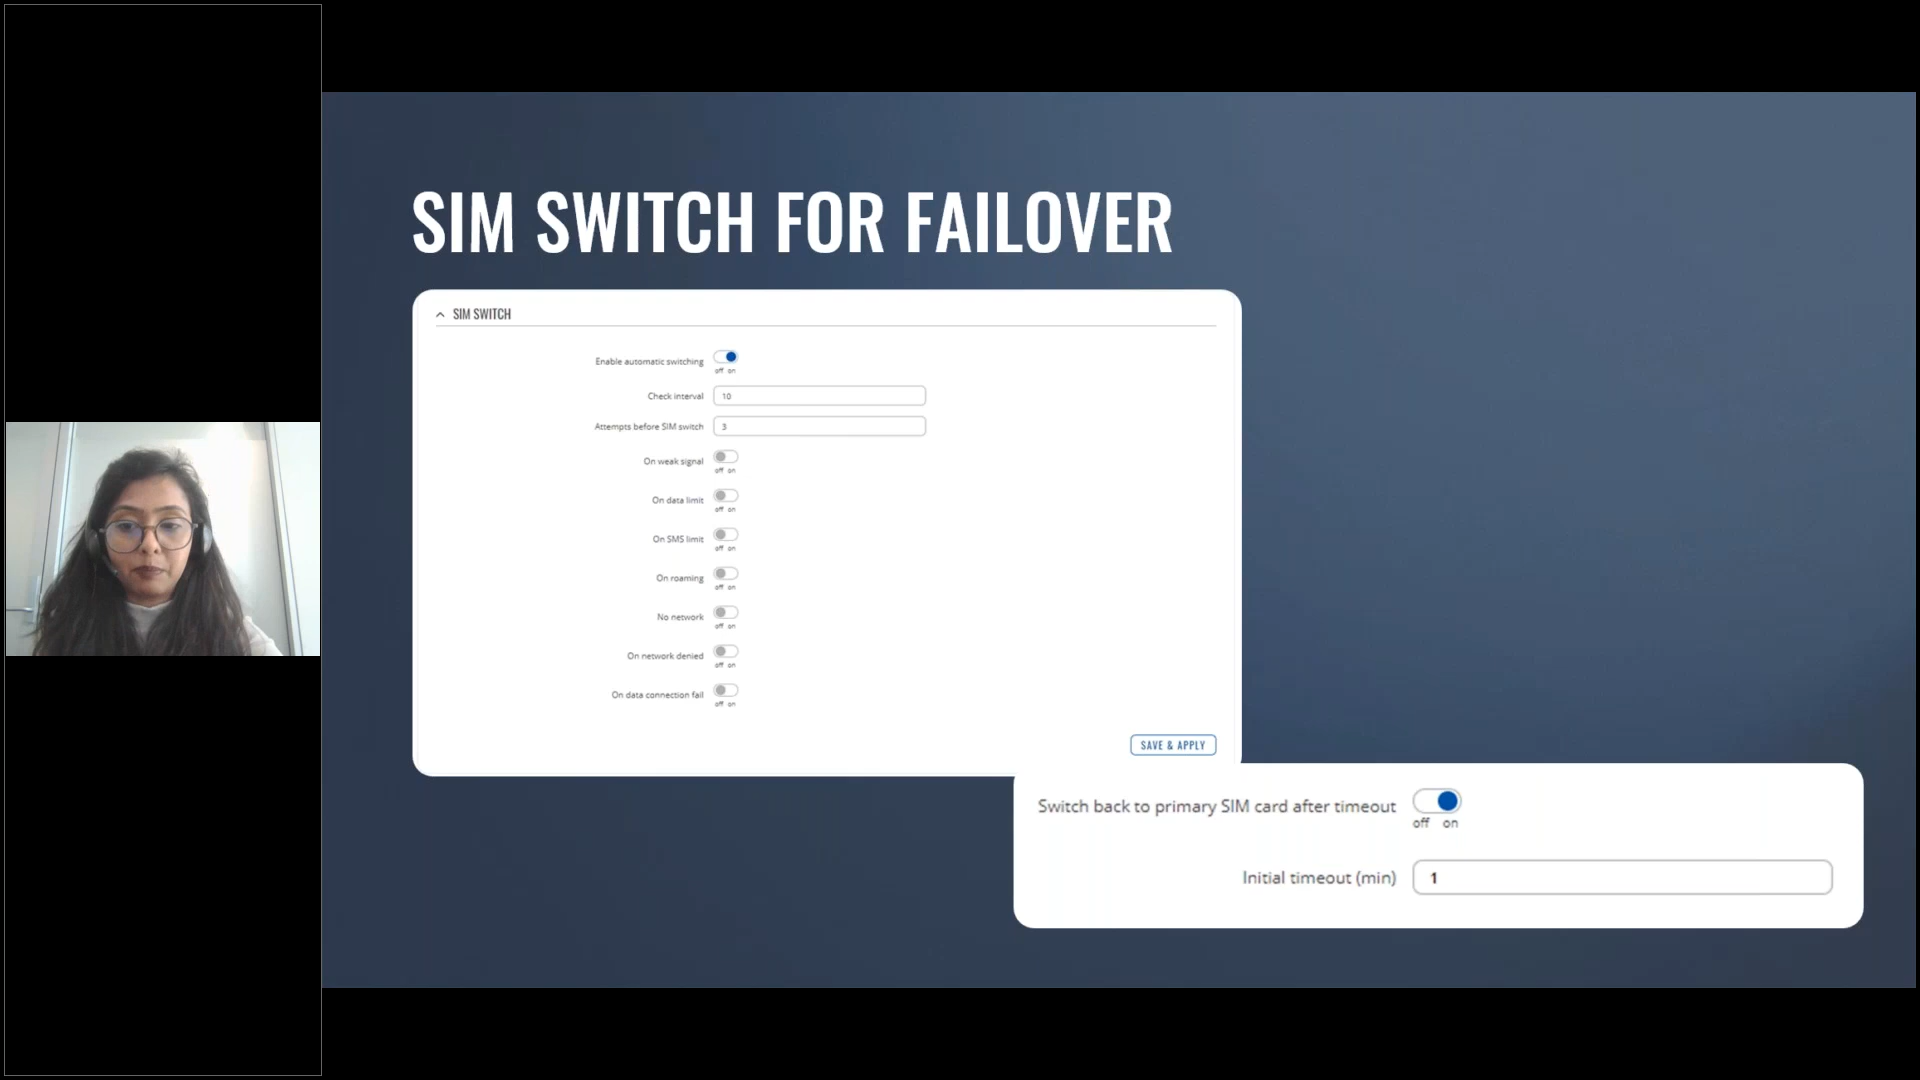 SIM SWITCH FOR FAILOVER
SIM SWITCH
Enable automatic switching
off on
Check interval 10
Attempts before SIM switch 3
On weak signal
off on
On data limit
off on
On SMS limit
off on
On roaming
off on
No network
off on
On network denied
off on
On data connection fail
off on
SAVE & APPLY
Switch back to primary SIM card after timeout
off on
Initial timeout (min) 1